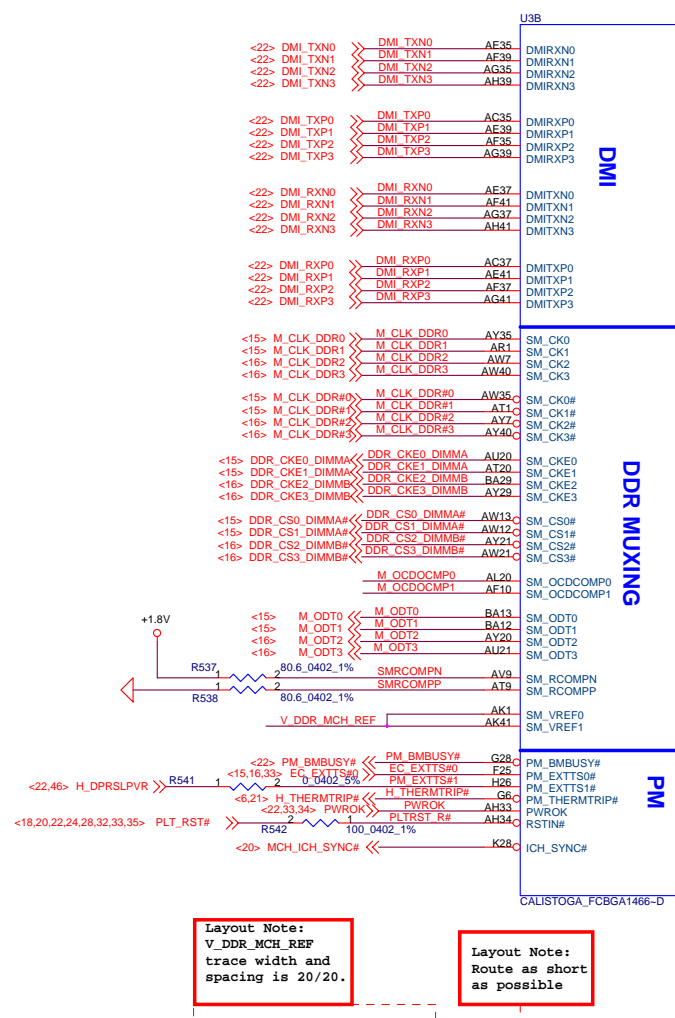 U3B
<22> DMI_TXN0 DMI_TXN0 AE35 DMIRXN0
<22> DMI_TXN1 DMI_TXN1 AF39 DMIRXN1
<22> DMI_TXN2 DMI_TXN2 AG35 DMIRXN2
<22> DMI_TXN3 DMI_TXN3 AH39 DMIRXN3
<22> DMI_TXP0 DMI_TXP0 AC35 DMIRXP0
<22> DMI_TXP1 DMI_TXP1 AE39 DMIRXP1
<22> DMI_TXP2 DMI_TXP2 AF35 DMIRXP2
<22> DMI_TXP3 DMI_TXP3 AG39 DMIRXP3
DMI
<22> DMI_RXN0 DMI_RXN0 AE37 DMITXN0
<22> DMI_RXN1 DMI_RXN1 AF41 DMITXN1
<22> DMI_RXN2 DMI_RXN2 AG37 DMITXN2
<22> DMI_RXN3 DMI_RXN3 AH41 DMITXN3
<22> DMI_RXP0 DMI_RXP0 AC37 DMITXP0
<22> DMI_RXP1 DMI_RXP1 AE41 DMITXP1
<22> DMI_RXP2 DMI_RXP2 AF37 DMITXP2
<22> DMI_RXP3 DMI_RXP3 AG41 DMITXP3
<15> M_CLK_DDR0 M_CLK_DDR0 AY35 SM_CK0
<15> M_CLK_DDR1 M_CLK_DDR1 AR1 SM_CK1
<16> M_CLK_DDR2 M_CLK_DDR2 AW7 SM_CK2
<16> M_CLK_DDR3 M_CLK_DDR3 AW40 SM_CK3
<15> M_CLK_DDR#0 M_CLK_DDR#0 AW35 SM_CK0#
<15> M_CLK_DDR#1 M_CLK_DDR#1 AT1 SM_CK1#
<16> M_CLK_DDR#2 M_CLK_DDR#2 AY7 SM_CK2#
<16> M_CLK_DDR#3 M_CLK_DDR#3 AY40 SM_CK3#
<15> DDR_CKE0_DIMMA DDR_CKE0_DIMMA AU20 SM_CKE0
<15> DDR_CKE1_DIMMA DDR_CKE1_DIMMA AT20 SM_CKE1
<16> DDR_CKE2_DIMMB DDR_CKE2_DIMMB BA29 SM_CKE2
<16> DDR_CKE3_DIMMB DDR_CKE3_DIMMB AY29 SM_CKE3
DDR MUXING
<15> DDR_CS0_DIMMA# DDR_CS0_DIMMA# AW13 SM_CS0#
<15> DDR_CS1_DIMMA# DDR_CS1_DIMMA# AW12 SM_CS1#
<16> DDR_CS2_DIMMB# DDR_CS2_DIMMB# AY21 SM_CS2#
<16> DDR_CS3_DIMMB# DDR_CS3_DIMMB# AW21 SM_CS3#
M_OCDOCMP0 AL20 SM_OCDCOMP0
M_OCDOCMP1 AF10 SM_OCDCOMP1
<15> M_ODT0 M_ODT0 BA13 SM_ODT0
<15> M_ODT1 M_ODT1 BA12 SM_ODT1
<16> M_ODT2 M_ODT2 AY20 SM_ODT2
<16> M_ODT3 M_ODT3 AU21 SM_ODT3
+1.8V
R537 1 2 80.6_0402_1% SMRCOMPN AV9 SM_RCOMPN
R538 1 2 80.6_0402_1% SMRCOMPP AT9 SM_RCOMPP
AK1 SM_VREF0
V_DDR_MCH_REF AK41 SM_VREF1
<22> PM_BMBUSY# PM_BMBUSY# G28 PM_BMBUSY#
<15,16,33> EC_EXTTS#0 F25 PM_EXTTS0#
<22,46> H_DPRSLPVR R541 1 2 0_0402_5% PM_EXTTS#1 H26 PM_EXTTS1#
<6,21> H_THERMTRIP# H_THERMTRIP# G6 PM_THERMTRIP#
<22,33,34> PWROK PWROK AH33 PWROK
<18,20,22,24,28,32,33,35> PLT_RST# R542 2 1 100_0402_1% PLTRST_R# AH34 RSTIN#
PM
<20> MCH_ICH_SYNC# K28 ICH_SYNC#
CALISTOGA_FCBGA1466~D
Layout Note:
V_DDR_MCH_REF
trace width and
spacing is 20/20.
Layout Note:
Route as short
as possible